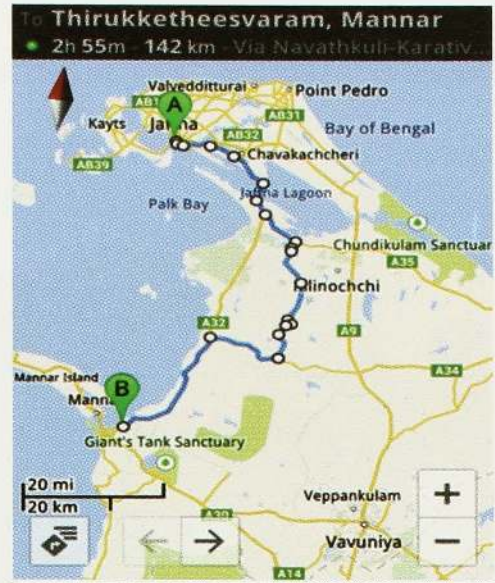 To Thirukketheesvaram, Mannar
2h 55m - 142 km - Via Navathkuli-Karativ...
Valveddithurai
Point Pedro
A
Kayts
Jaffna
AB31
AB32
Bay of Bengal
Chavakachcheri
AB39
Jaffna Lagoon
Palk Bay
Chundikulam Sanctuar
A35
Kilinochchi
A32
A9
A34
Mannar Island
B
Giant's Tank Sanctuary
20 mi
20 km
Veppankulam
A30
Vavuniya
A14
+
−